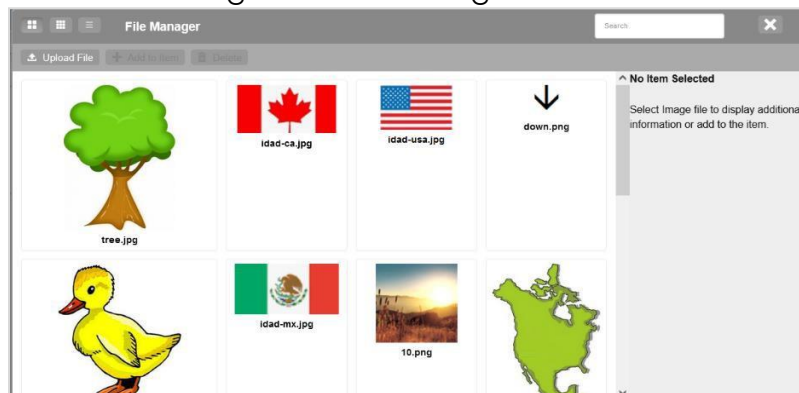 File Manager
Search.
Upload File
Add to Item
Delete
No Item Selected
Select Image file to display additiona
information or add to the item.
tree.jpg
idad-ca.jpg
idad-usa.jpg
down.png
idad-mx.jpg
10.png